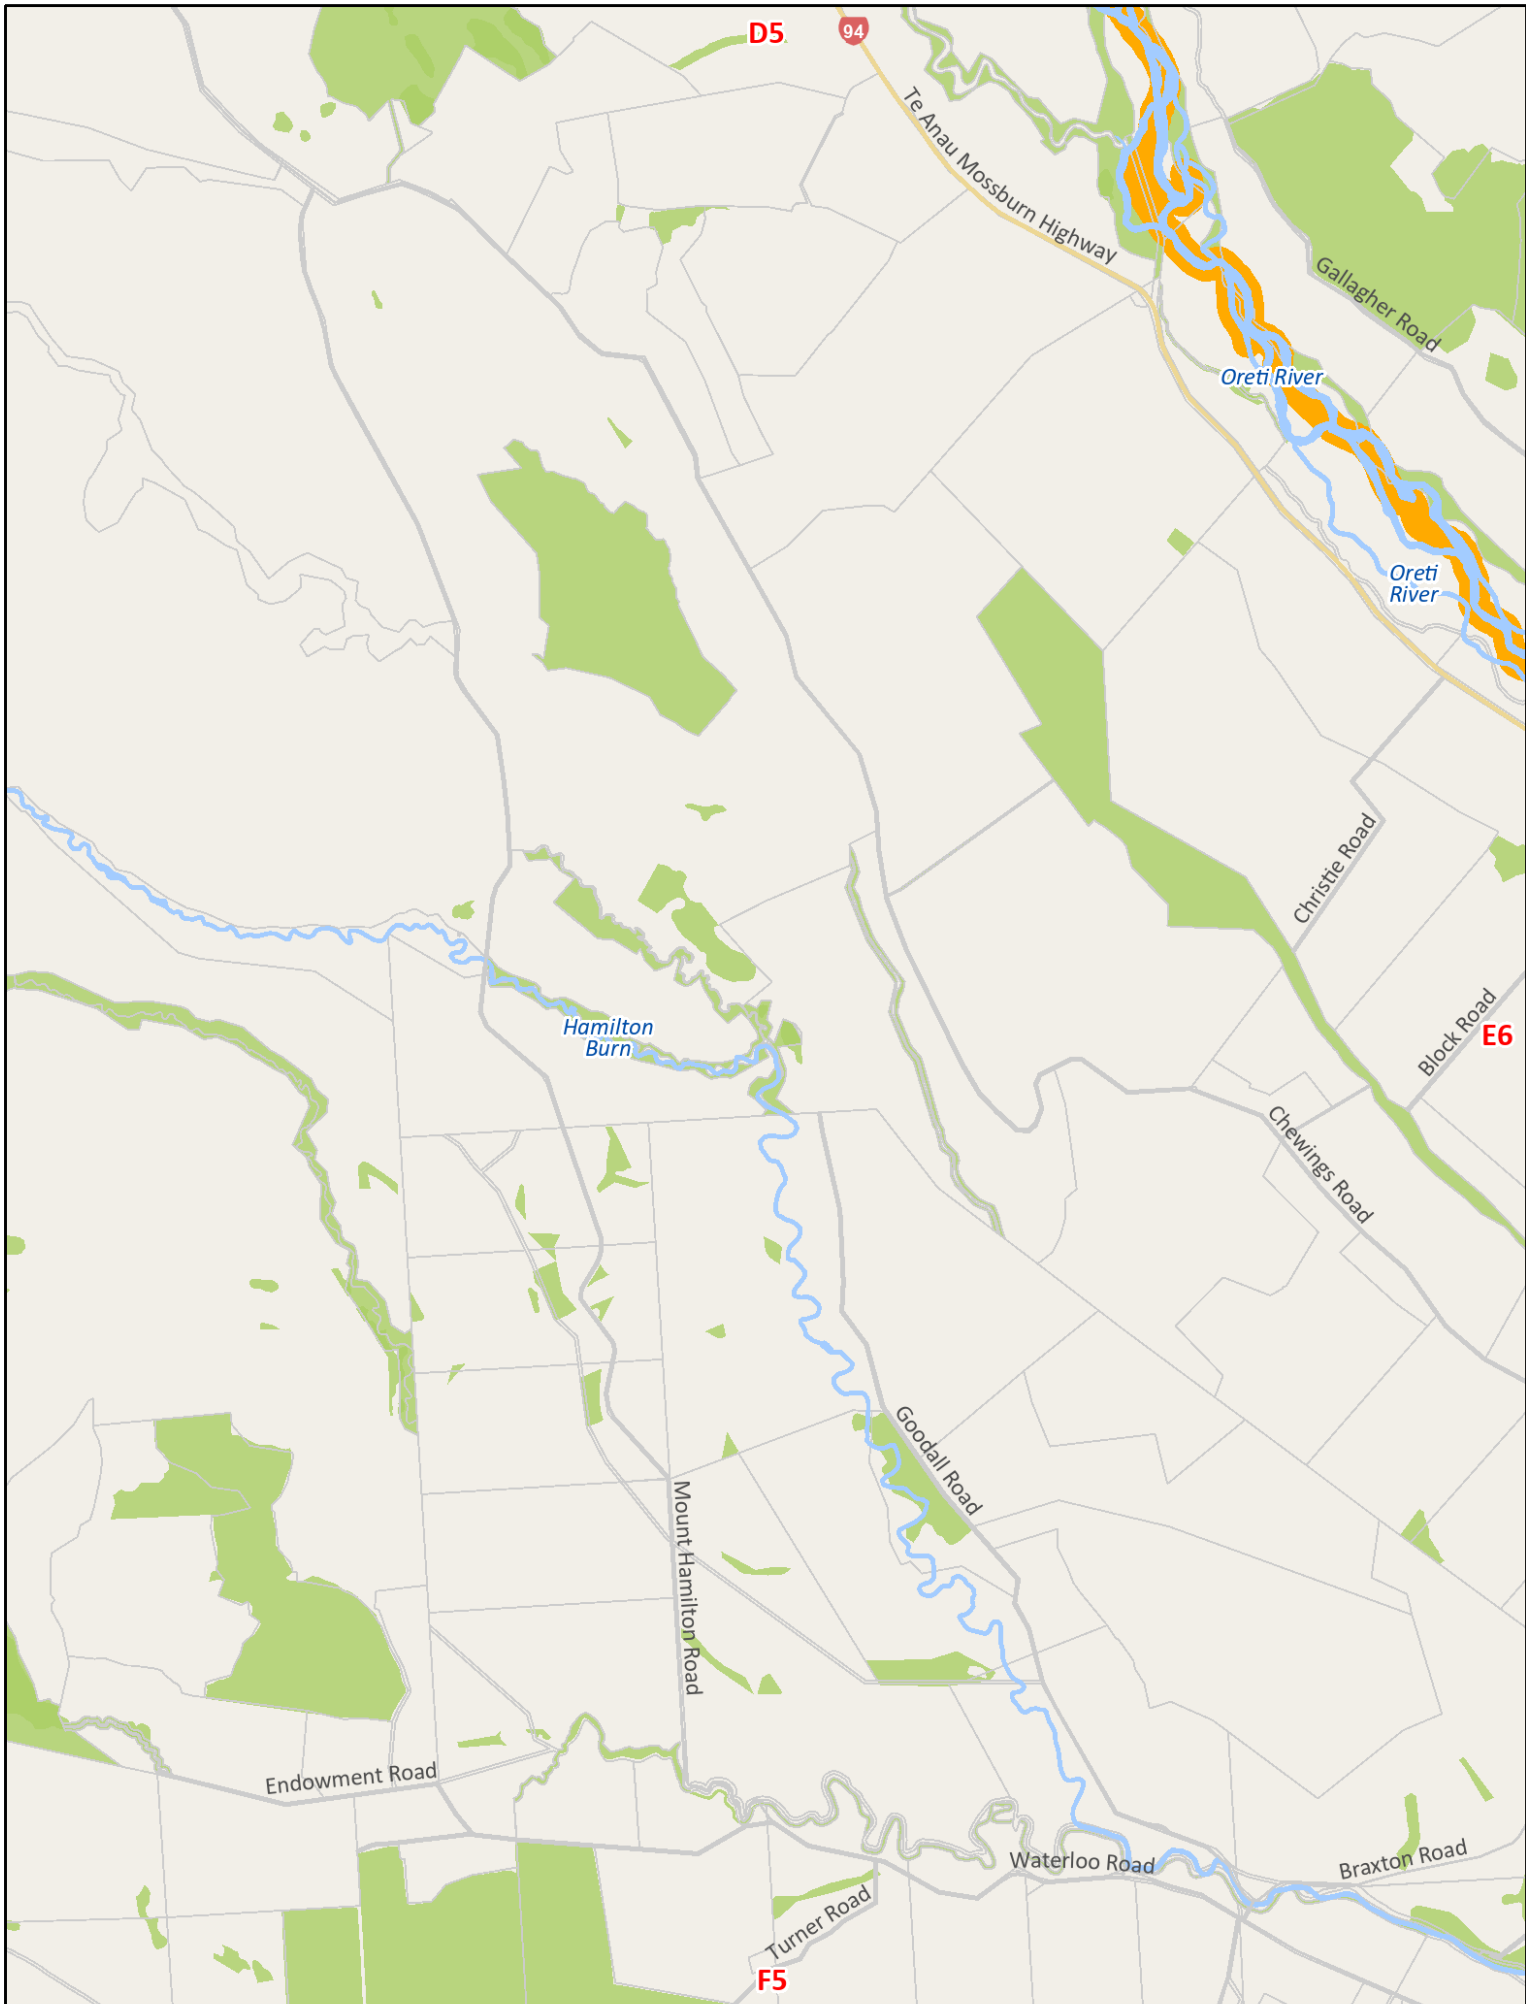 D5
94
Te Anau Mossburn Highway
Gallagher Road
Oreti River
Oreti
River
Christie Road
Block Road
E6
Hamilton
Burn
Chewings Road
Goodall Road
Mount Hamilton Road
Endowment Road
Waterloo Road
Braxton Road
Turner Road
F5